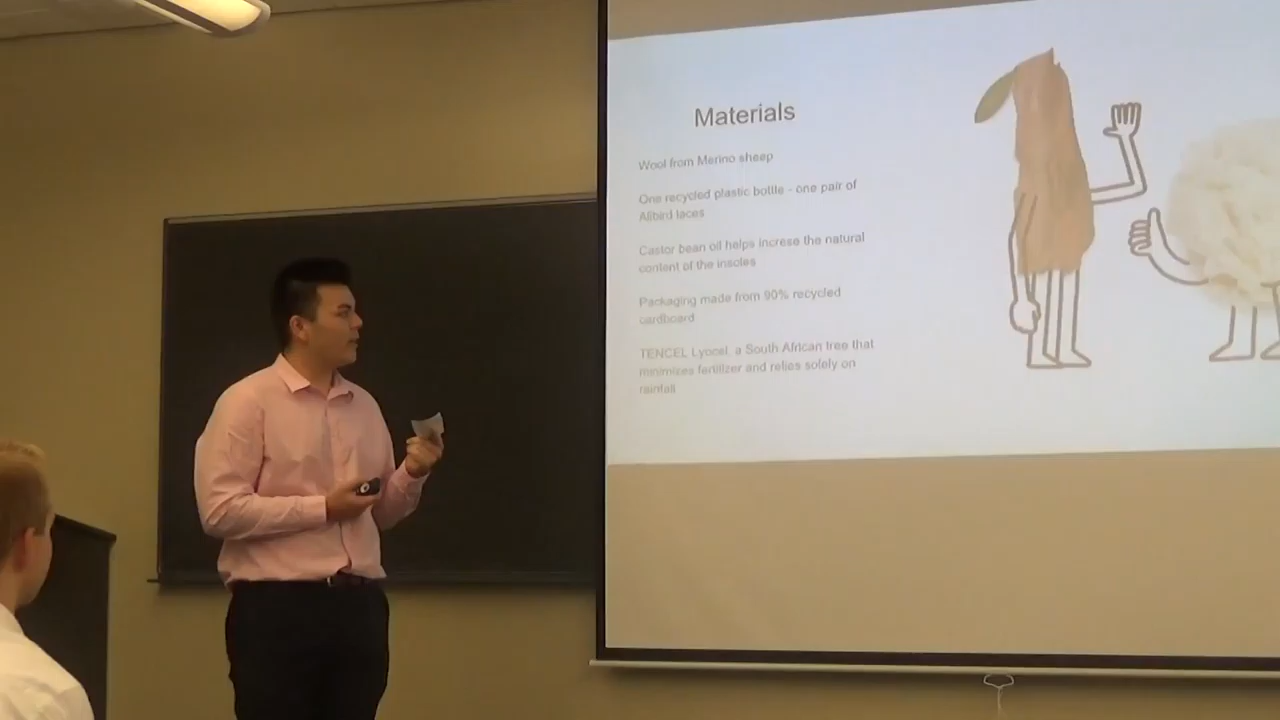 Materials
Wool from Merino sheep
One recycled plastic bottle - one pair of
Allbird laces
Castor bean oil helps increse the natural
content of the insoles
Packaging made from 90% recycled
cardboard
TENCEL Lyocel, a South African tree that
minimizes fertilizer and relies solely on
rainfall